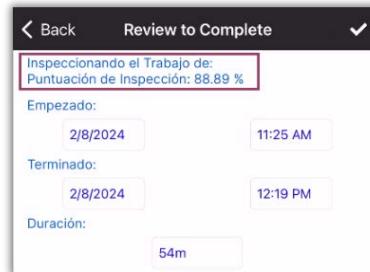 Back Review to Complete
Inspeccionando el Trabajo de:
Puntuación de Inspección: 88.89 %
Empezado:
2/8/2024 11:25 AM
Terminado:
2/8/2024 12:19 PM
Duración:
54m